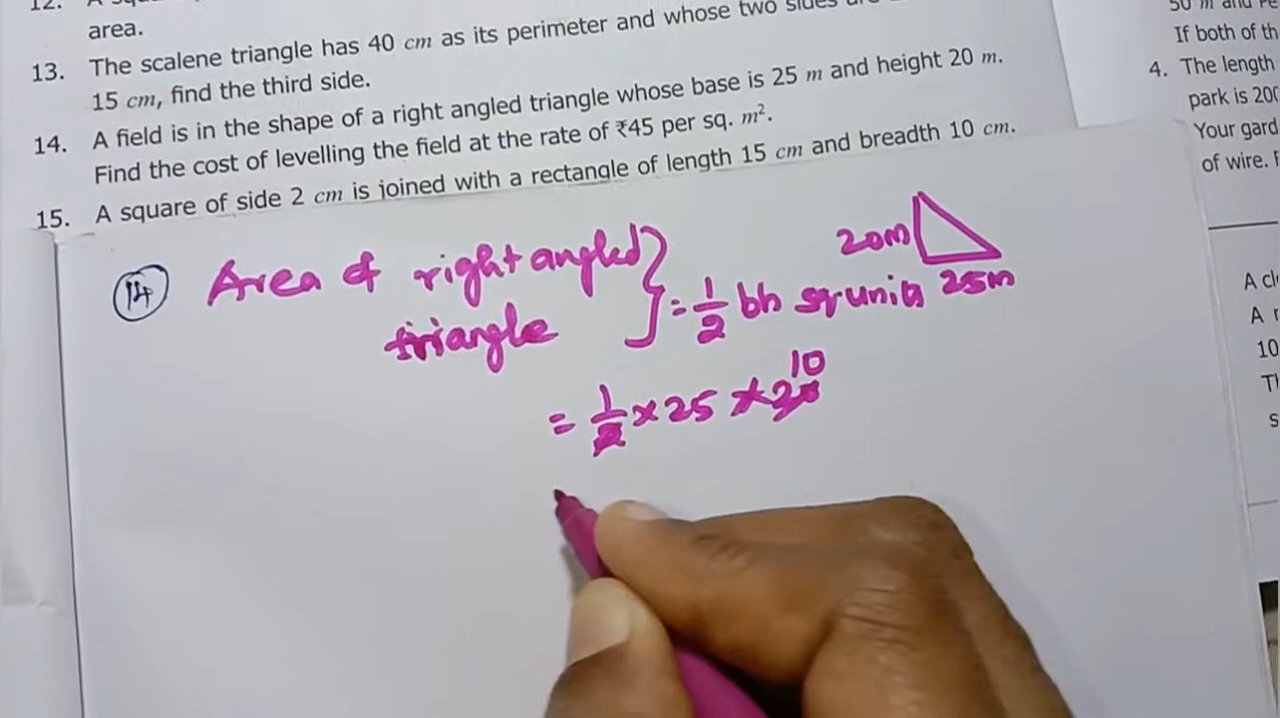 12.
area.
13. The scalene triangle has 40 cm as its perimeter and whose two sides are
15 cm, find the third side.
14. A field is in the shape of a right angled triangle whose base is 25 m and height 20 m.
Find the cost of levelling the field at the rate of ₹45 per sq. m².
15. A square of side 2 cm is joined with a rectangle of length 15 cm and breadth 10 cm.
14 Area of right angled
triangle } = 1/2 bh sq units
20m
25m
= 1/2 × 25 × 20 10
50 m and
If both of th
4. The length
park is 200
Your gard
of wire.
A
10